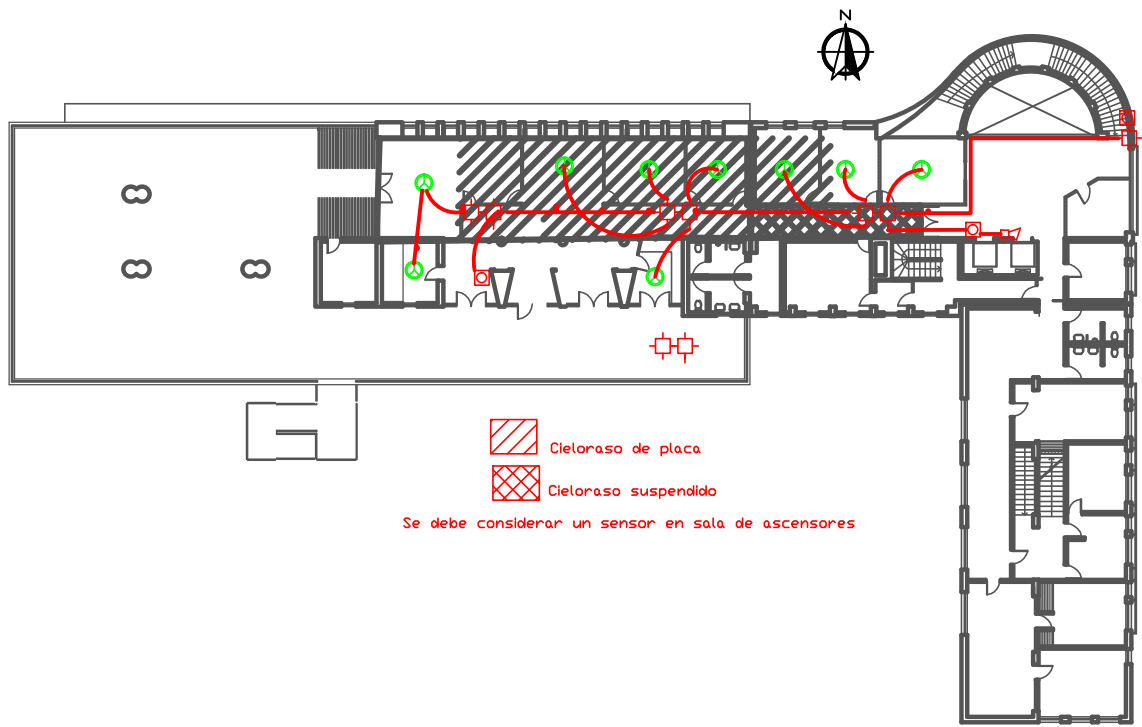 N
Cieloraso de placa
Cieloraso suspendido
Se debe considerar un sensor en sala de ascensores